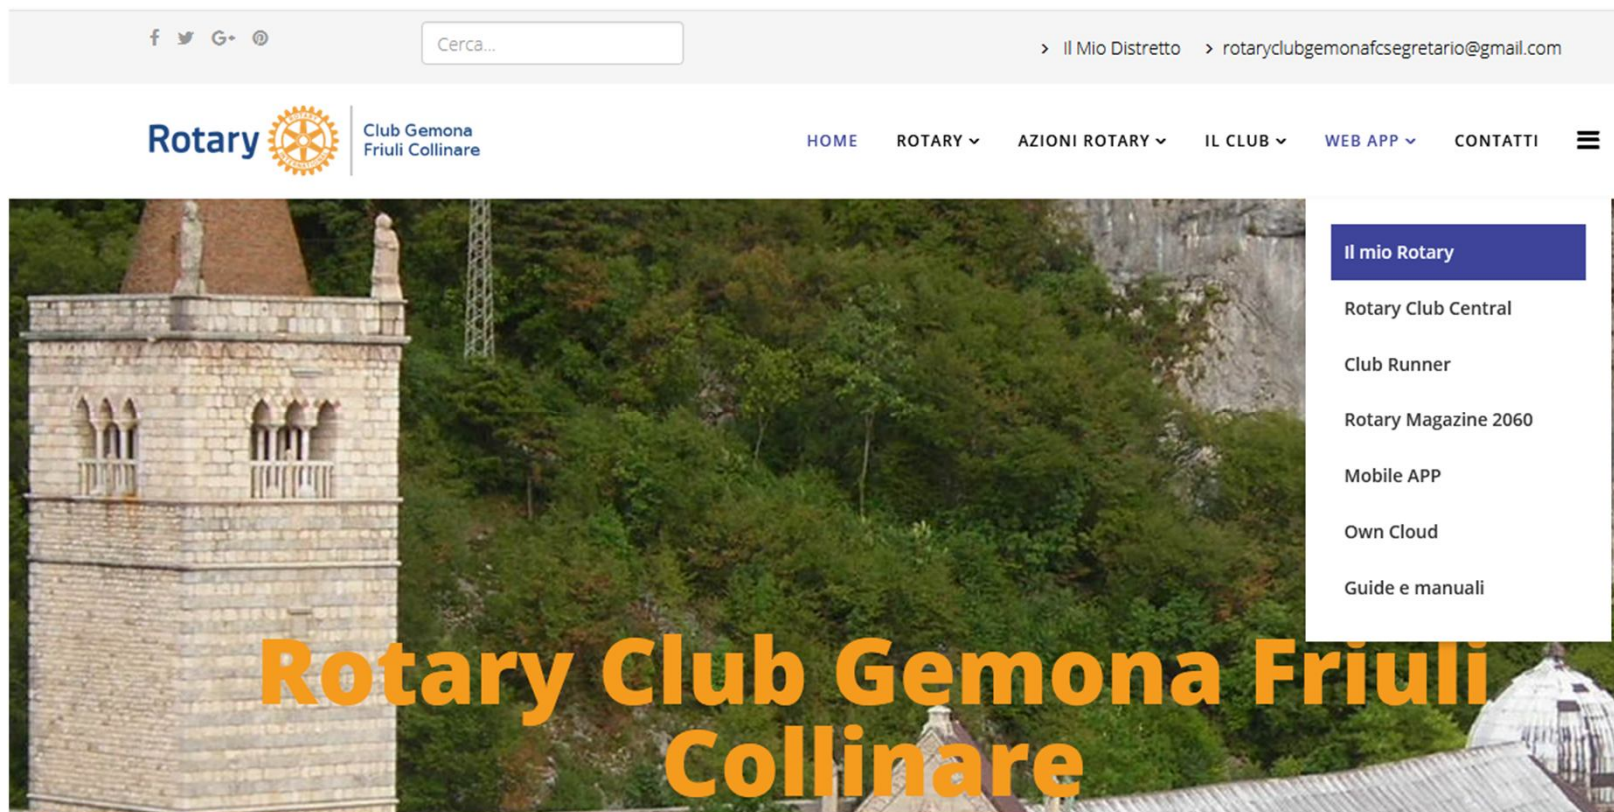 Cerca...
Il Mio Distretto
rotaryclubgemonafcsegretario@gmail.com
Rotary
Club Gemona
Friuli Collinare
HOME
ROTARY
AZIONI ROTARY
IL CLUB
WEB APP
CONTATTI
Il mio Rotary
Rotary Club Central
Club Runner
Rotary Magazine 2060
Mobile APP
Own Cloud
Guide e manuali
Rotary Club Gemona Friuli
Collinare